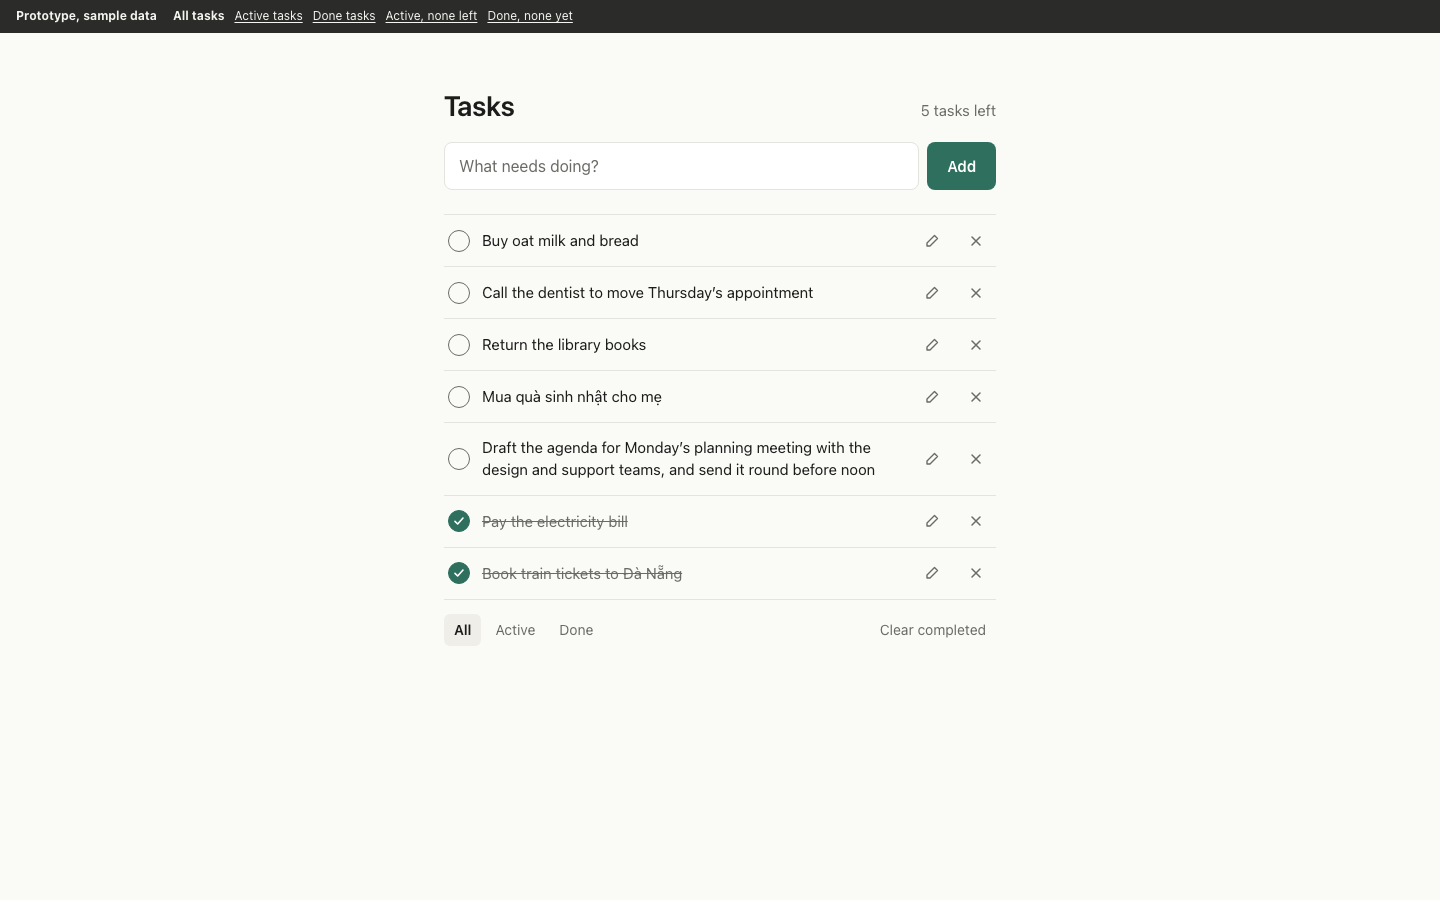 Prototype, sample data All tasks Active tasks Done tasks Active, none left Done, none yet
Tasks
5 tasks left
What needs doing?
Add
Buy oat milk and bread
Call the dentist to move Thursday’s appointment
Return the library books
Mua quà sinh nhật cho mẹ
Draft the agenda for Monday’s planning meeting with the
design and support teams, and send it round before noon
Pay the electricity bill
Book train tickets to Đà Nẵng
All Active Done Clear completed